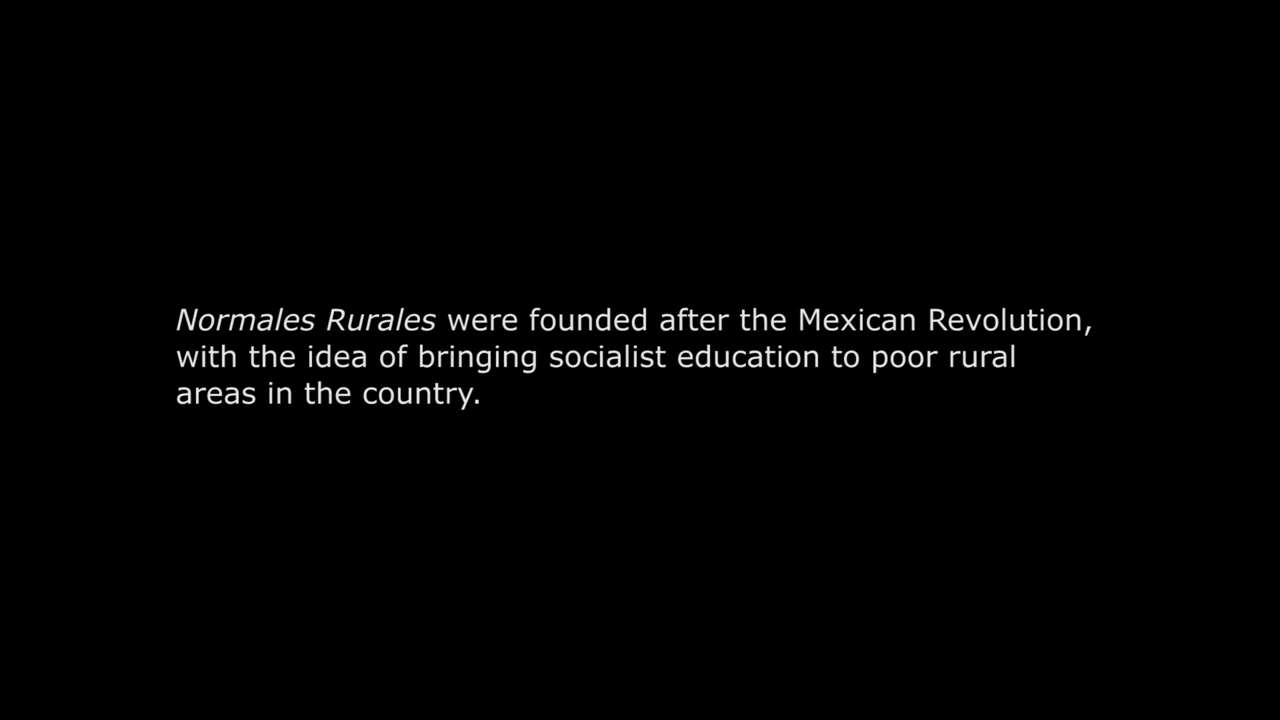 Normales Rurales were founded after the Mexican Revolution,
with the idea of bringing socialist education to poor rural
areas in the country.